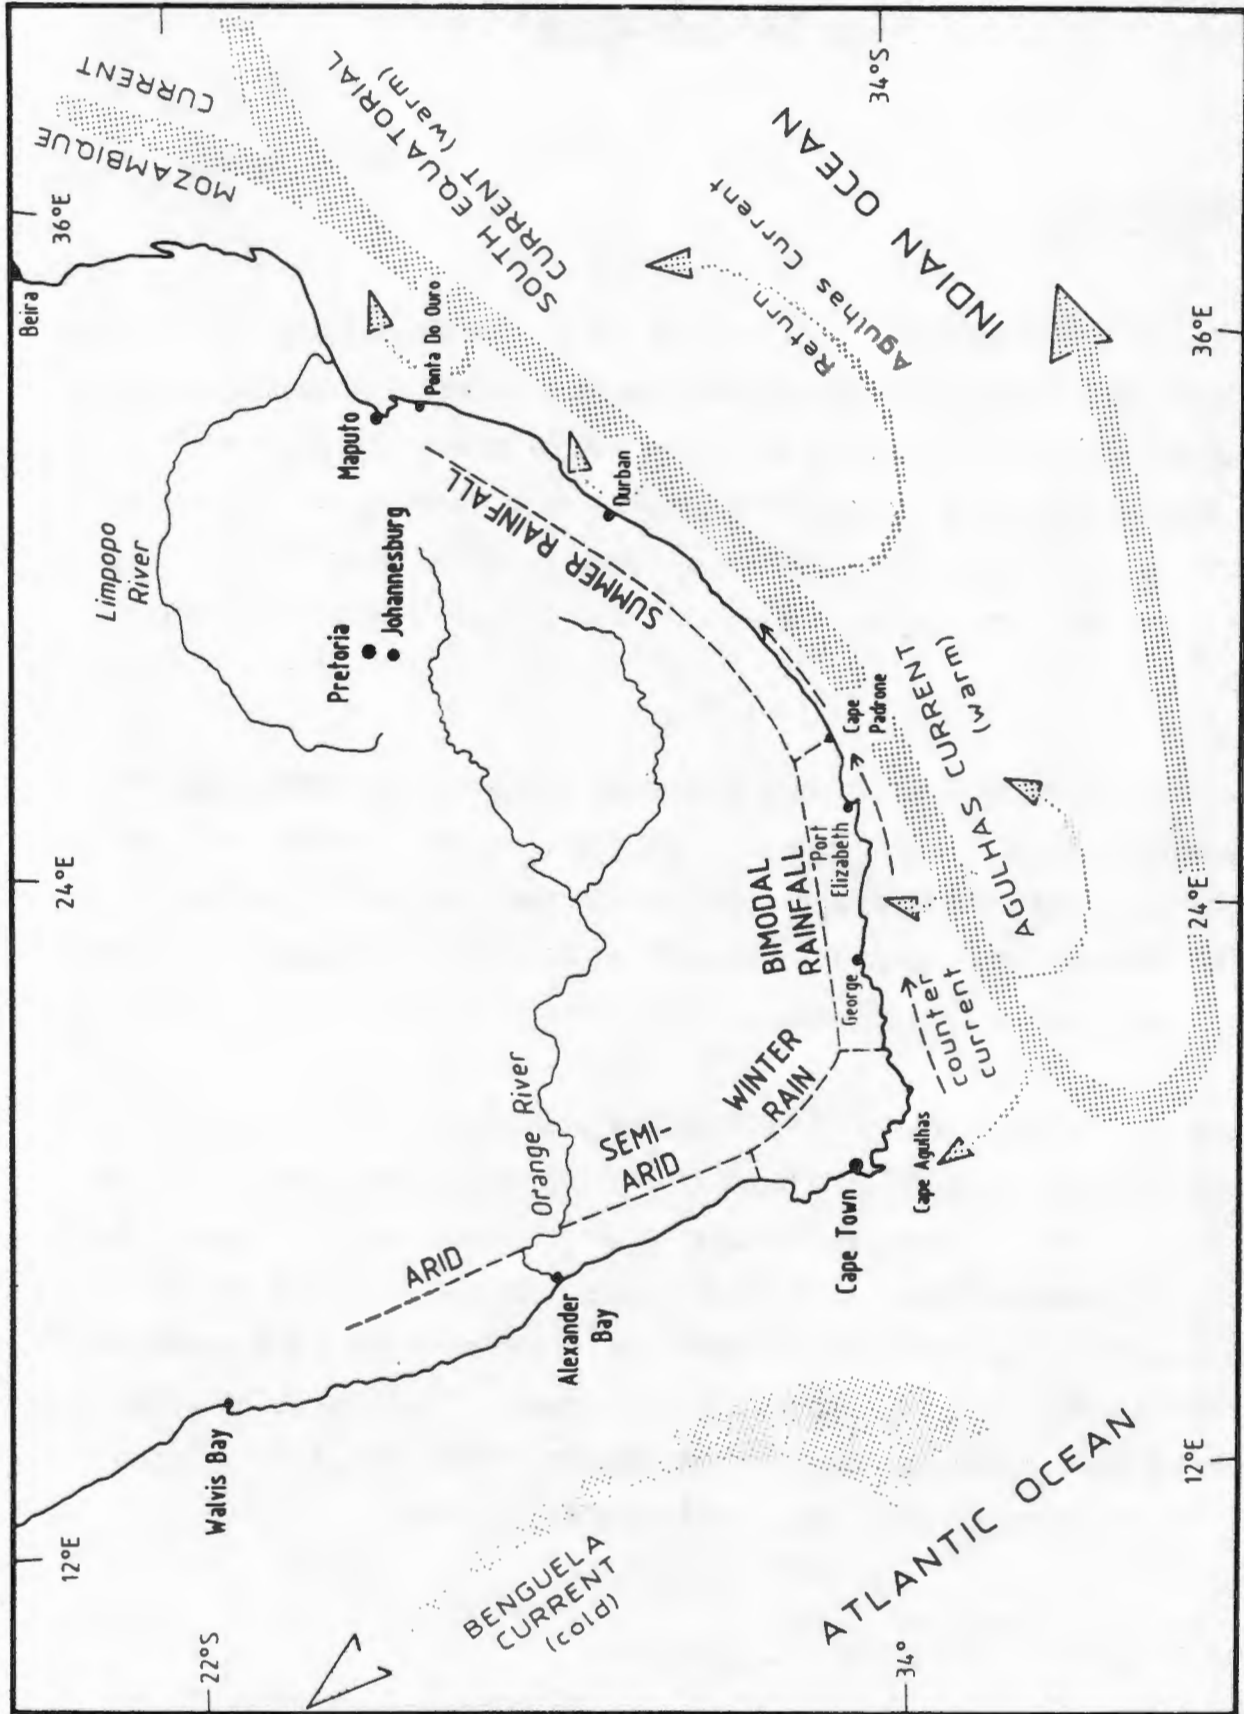 12°E
24°E
36°E
Beira
MOZAMBIQUE
CURRENT
SOUTH EQUATORIAL
CURRENT (warm)
22°S
Walvis Bay
Limpopo
River
Pretoria
Johannesburg
Maputo
Ponta Do Ouro
SUMMER RAINFALL
Durban
BENGUELA
CURRENT
(cold)
ARID
Orange River
Alexander
Bay
SEMI-
ARID
WINTER
RAIN
BIMODAL
RAINFALL
Port
Elizabeth
Cape
Padrone
George
Cape Town
Cape Agulhas
counter
current
AGULHAS CURRENT
(warm)
Return
Agulhas Current
INDIAN OCEAN
ATLANTIC OCEAN
34°
34°S
12°E
24°E
36°E